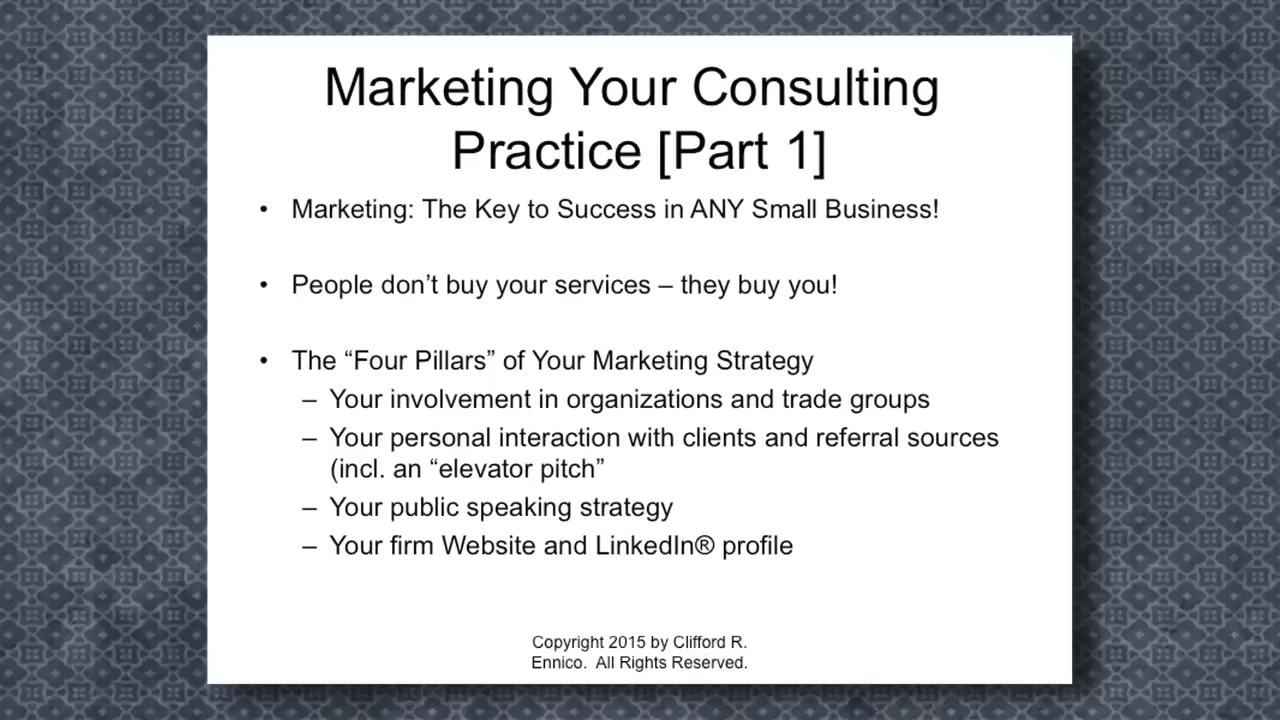 Marketing Your Consulting
Practice [Part 1]
• Marketing: The Key to Success in ANY Small Business!
• People don’t buy your services – they buy you!
• The “Four Pillars” of Your Marketing Strategy
– Your involvement in organizations and trade groups
– Your personal interaction with clients and referral sources
(incl. an “elevator pitch”
– Your public speaking strategy
– Your firm Website and LinkedIn® profile
Copyright 2015 by Clifford R.
Ennico.  All Rights Reserved.